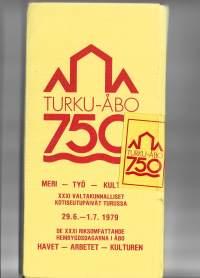 TURKU-ÅBO
750
MERI — TYÖ — KULT
XXXI VALTAKUNNALLISET
KOTISEUTUPÄIVÄT TURUSSA
29.6.—1.7. 1979
DE XXXI RIKSOMFATTANDE
HEMBYGDSDAGARNA I ÅBO
HAVET — ARBETET — KULTUREN
TURKU-ÅBO
750